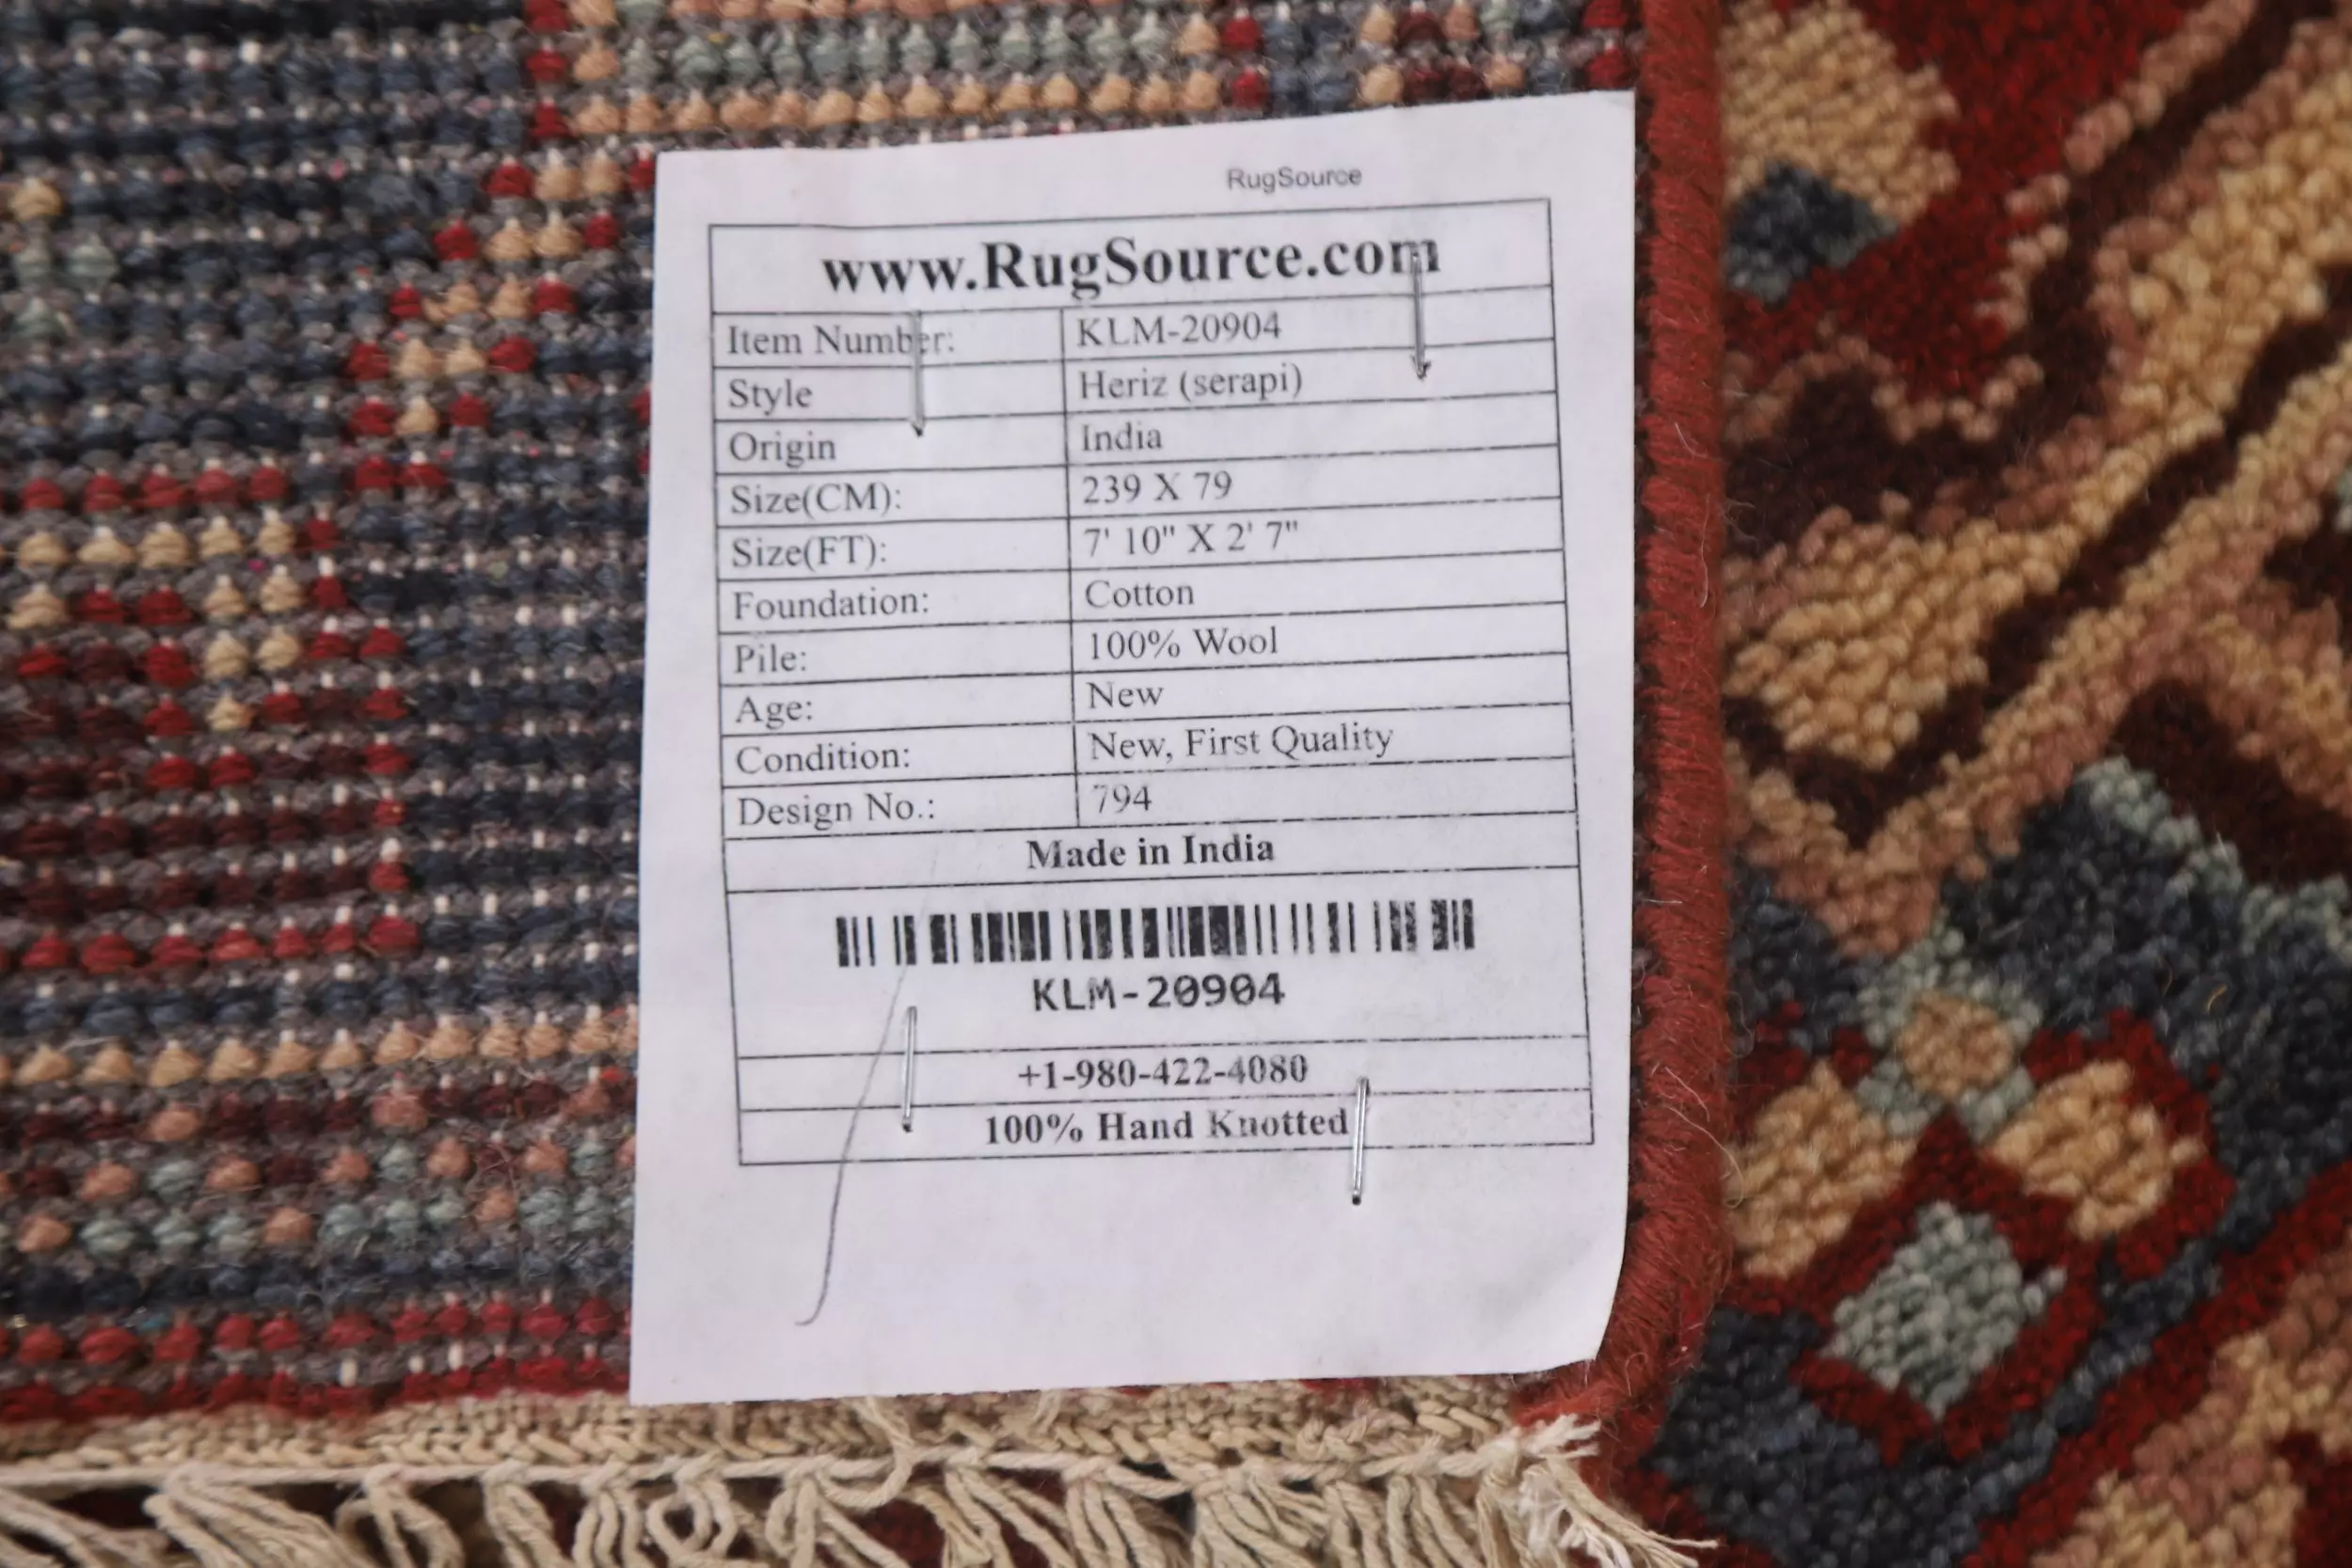 RugSource
www.RugSource.com
Item Number: KLM-20904
Style Heriz (serapi)
Origin India
Size(CM): 239 X 79
Size(FT): 7' 10" X 2' 7"
Foundation: Cotton
Pile: 100% Wool
Age: New
Condition: New, First Quality
Design No.: 794
Made in India
KLM-20904
+1-980-422-4080
100% Hand Knotted